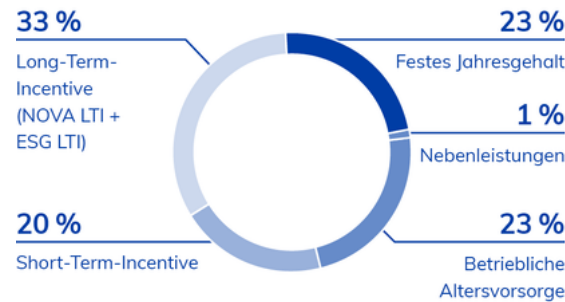 33 %
Long-Term-
Incentive
(NOVA LTI +
ESG LTI)
20 %
Short-Term-Incentive
23 %
Festes Jahresgehalt
1 %
Nebenleistungen
23 %
Betriebliche
Altersvorsorge